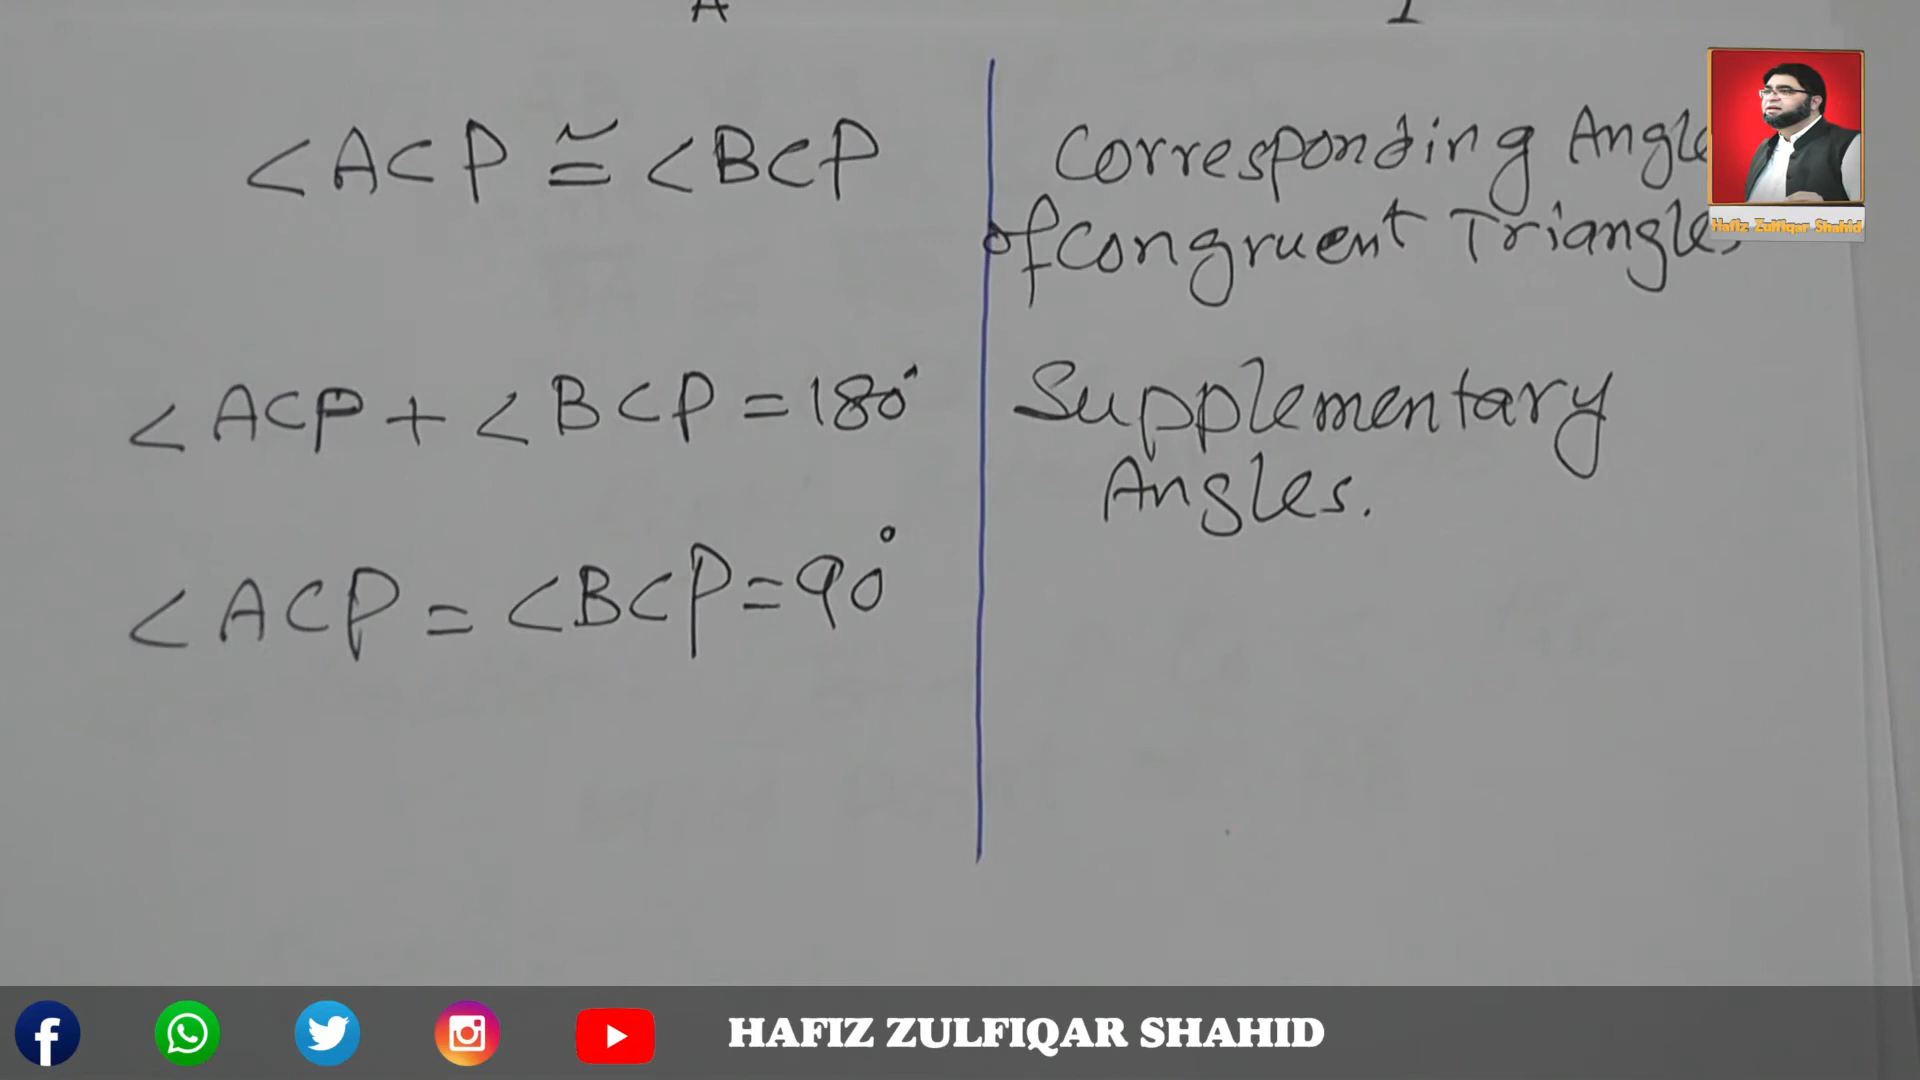 <ACP ≅ <BCP
Corresponding Angle
of congruent Triangles
<ACP + <BCP = 180°
Supplementary
Angles.
<ACP = <BCP = 90°
Hafiz Zulfiqar Shahid
HAFIZ ZULFIQAR SHAHID